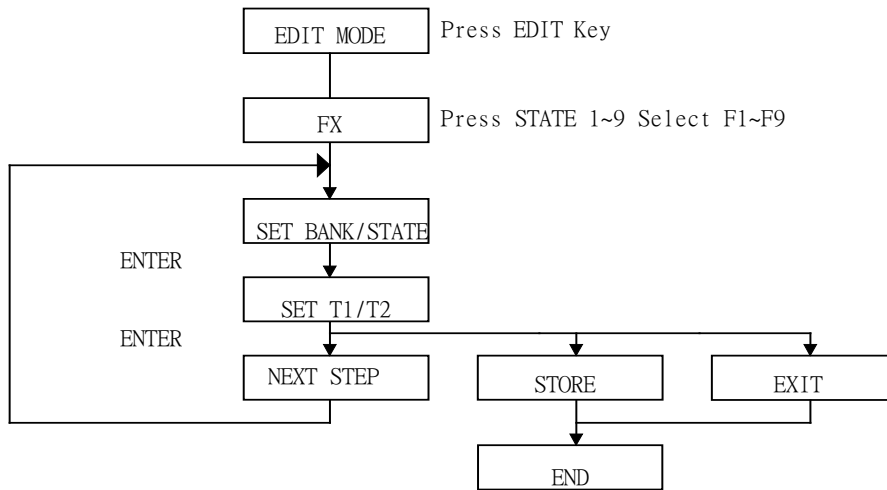 EDIT MODE Press EDIT Key
FX Press STATE 1~9 Select F1~F9
SET BANK/STATE
ENTER
SET T1/T2
ENTER
NEXT STEP STORE EXIT
END